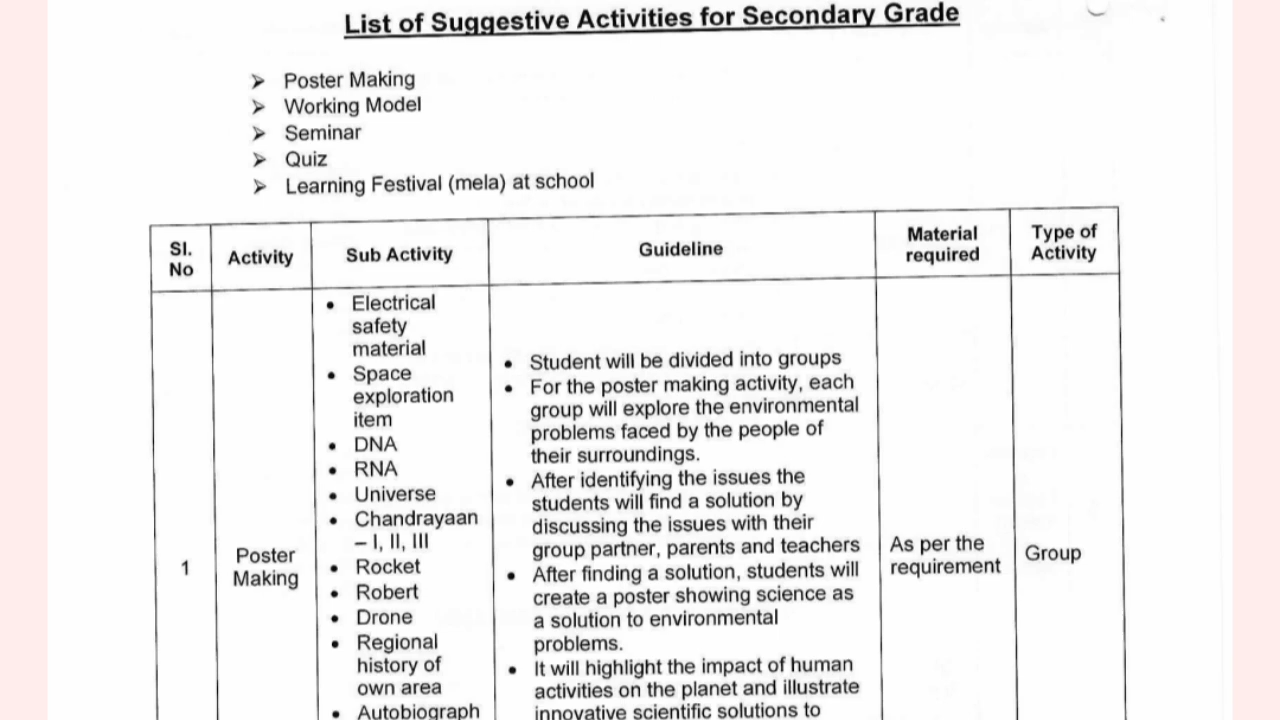 List of Suggestive Activities for Secondary Grade
➢ Poster Making
➢ Working Model
➢ Seminar
➢ Quiz
➢ Learning Festival (mela) at school
SI.
No
Activity
Sub Activity
Guideline
Material
required
Type of
Activity
1
Poster
Making
• Electrical
safety
material
• Space
exploration
item
• DNA
• RNA
• Universe
• Chandrayaan
– I, II, III
• Rocket
• Robert
• Drone
• Regional
history of
own area
• Autobiograph
• Student will be divided into groups
• For the poster making activity, each
group will explore the environmental
problems faced by the people of
their surroundings.
• After identifying the issues the
students will find a solution by
discussing the issues with their
group partner, parents and teachers
• After finding a solution, students will
create a poster showing science as
a solution to environmental
problems.
• It will highlight the impact of human
activities on the planet and illustrate
innovative scientific solutions to
As per the
requirement
Group